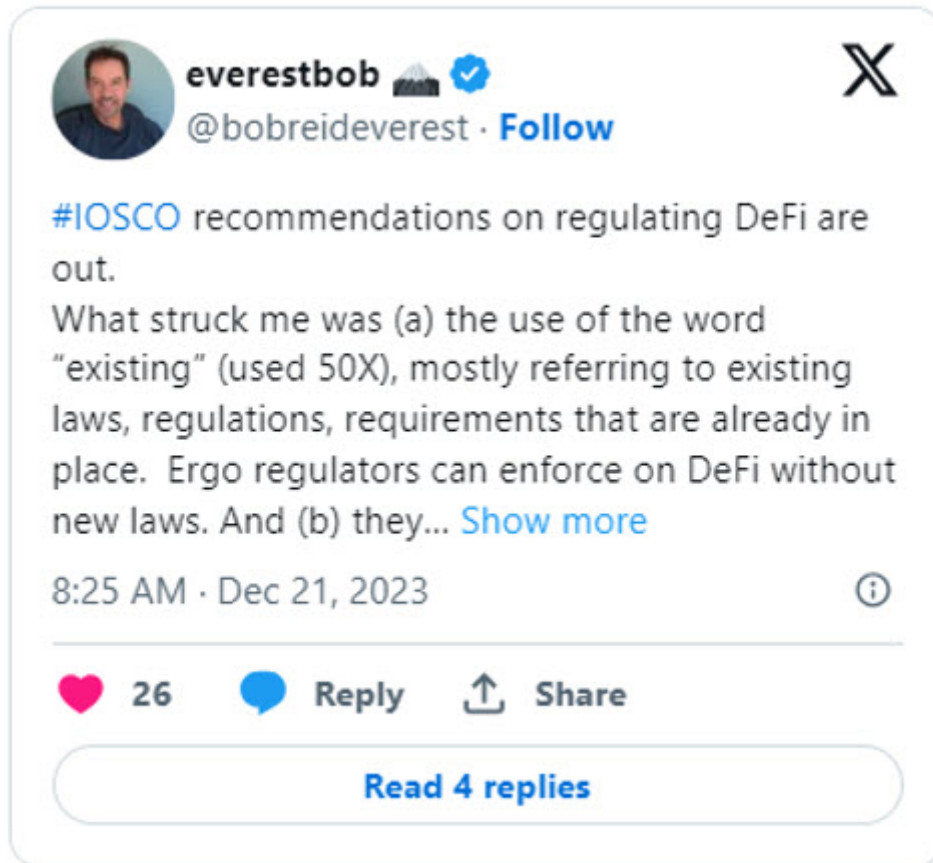 everestbob
@bobreideverest · Follow
#IOSCO recommendations on regulating DeFi are
out.
What struck me was (a) the use of the word
“existing” (used 50X), mostly referring to existing
laws, regulations, requirements that are already in
place.  Ergo regulators can enforce on DeFi without
new laws. And (b) they... Show more
8:25 AM · Dec 21, 2023
26 Reply Share
Read 4 replies